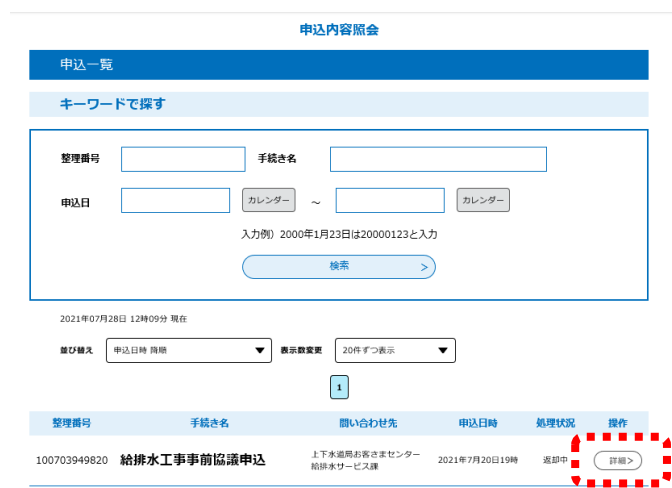 申込内容照会
申込一覧
キーワードで探す
整理番号 手続き名
申込日 カレンダー ～ カレンダー
入力例）2000年1月23日は20000123と入力
検索 >
2021年07月28日 12時09分 現在
並び替え 申込日時 降順 表示数変更 20件ずつ表示
1
整理番号 手続き名 問い合わせ先 申込日時 処理状況 操作
100703949820 給排水工事事前協議申込 上下水道局お客さまセンター 2021年7月20日19時 返却中 詳細>
給排水サービス課